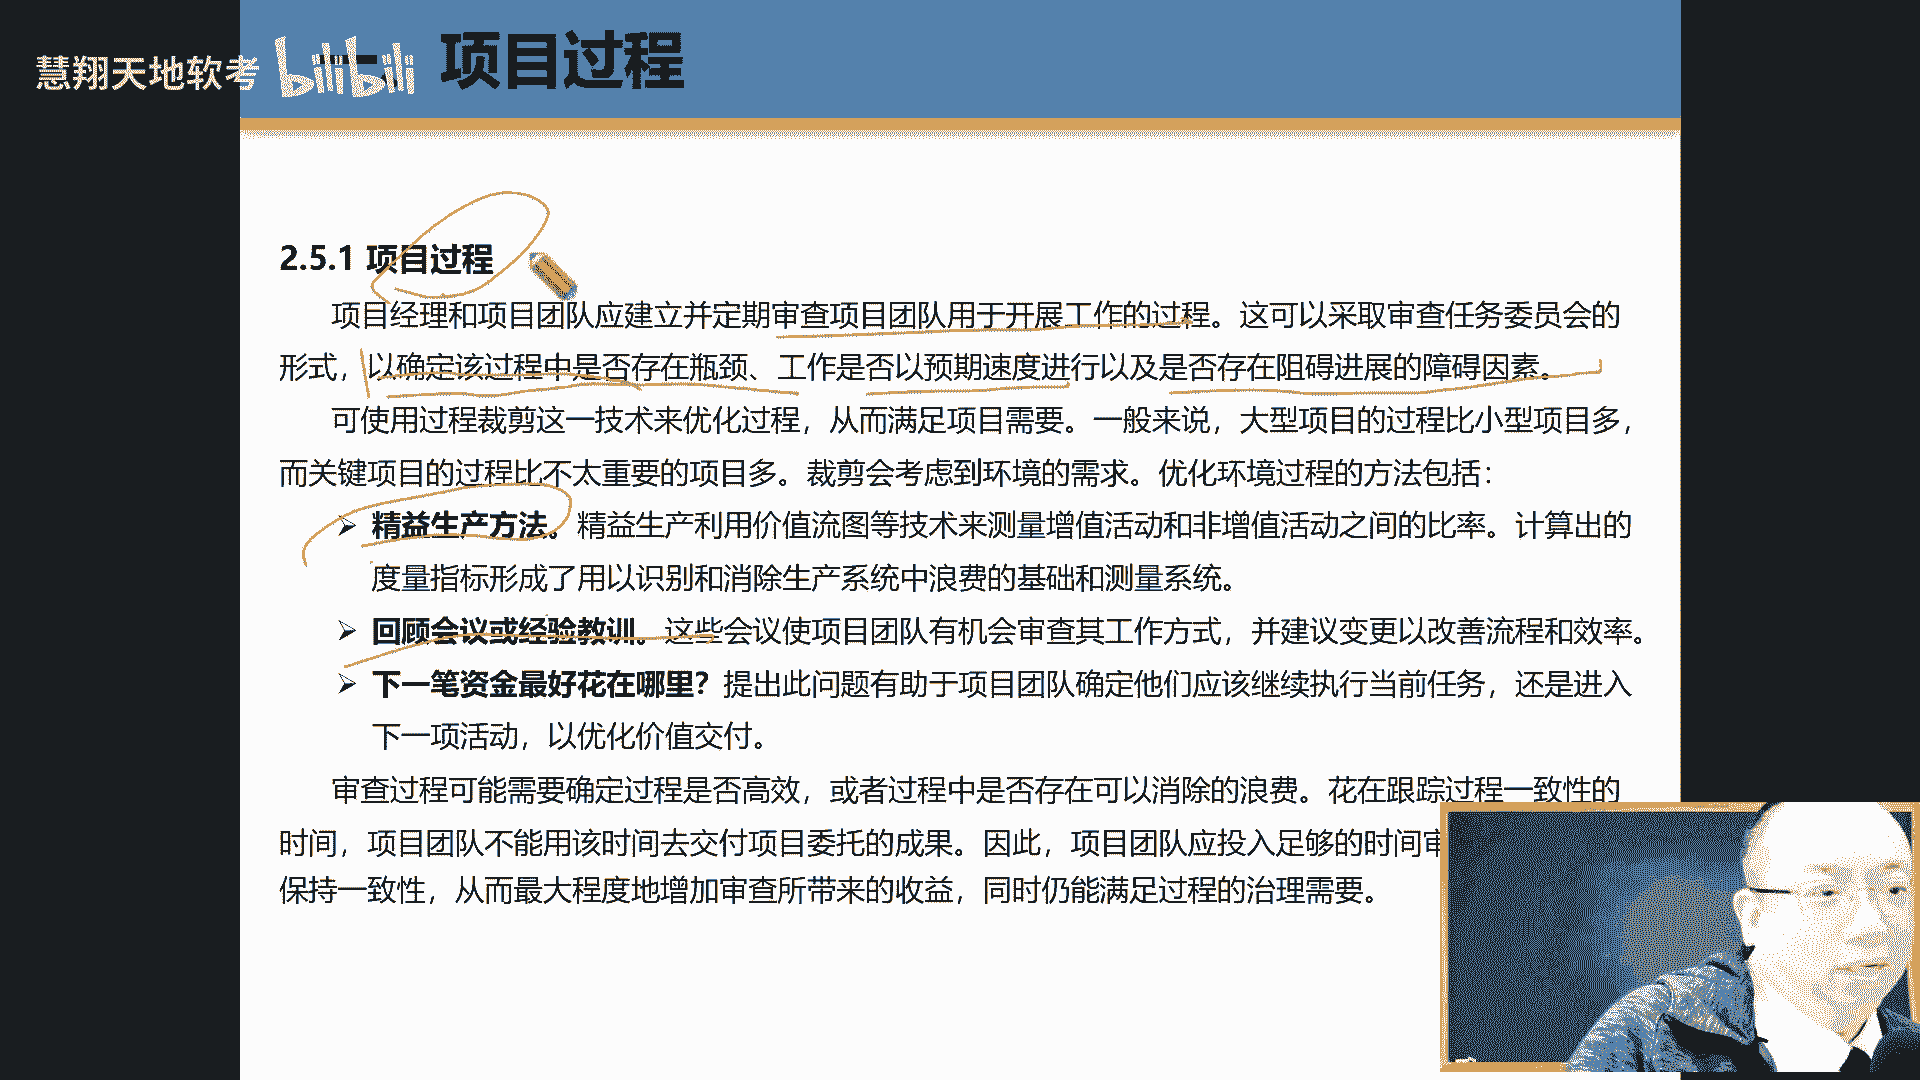 慧翔天地软考 bilibili 一、项目过程
2.5.1 项目过程
项目经理和项目团队应建立并定期审查项目团队用于开展工作的过程。这可以采取审查任务委员会的
形式，以确定该过程中是否存在瓶颈、工作是否以预期速度进行以及是否存在阻碍进展的障碍因素。
可使用过程裁剪这一技术来优化过程，从而满足项目需要。一般来说，大型项目的过程比小型项目多，
而关键项目的过程比不太重要的项目多。裁剪会考虑到环境的需求。优化环境过程的方法包括：
➢ 精益生产方法。精益生产利用价值流图等技术来测量增值活动和非增值活动之间的比率。计算出的
度量指标形成了用以识别和消除生产系统中浪费的基础和测量系统。
➢ 回顾会议或经验教训。这些会议使项目团队有机会审查其工作方式，并建议变更以改善流程和效率。
➢ 下一笔资金最好花在哪里？提出此问题有助于项目团队确定他们应该继续执行当前任务，还是进入
下一项活动，以优化价值交付。
审查过程可能需要确定过程是否高效，或者过程中是否存在可以消除的浪费。花在跟踪过程一致性的
时间，项目团队不能用该时间去交付项目委托的成果。因此，项目团队应投入足够的时间审
保持一致性，从而最大程度地增加审查所带来的收益，同时仍能满足过程的治理需要。